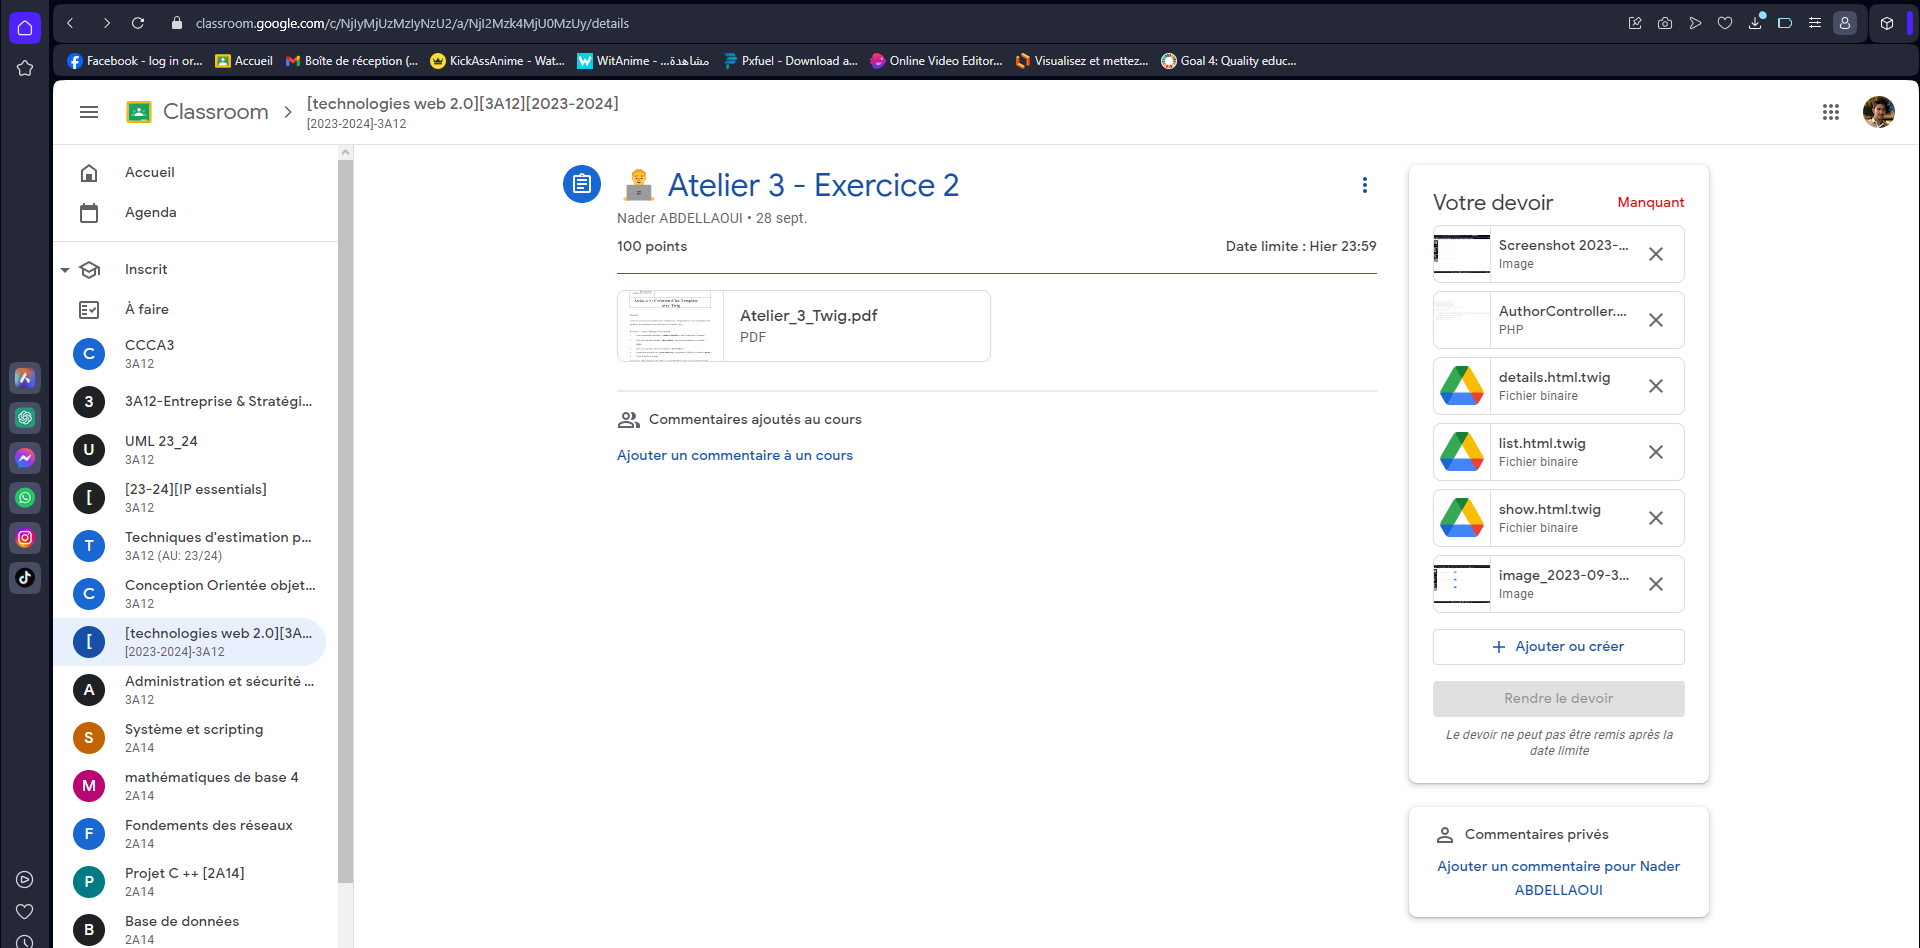 classroom.google.com/c/NjIyMjUzMzIyNzU2/a/NjI2Mzk4MjU0MzUy/details
Facebook - log in or...
Accueil
Boîte de réception (...
KickAssAnime - Wat...
WitAnime - ...مشاهدة
Pxfuel - Download a...
Online Video Editor...
Visualisez et mettez...
Goal 4: Quality educ...
Classroom
[technologies web 2.0][3A12][2023-2024]
[2023-2024]-3A12
Accueil
Agenda
Inscrit
À faire
C
CCCA3
3A12
3
3A12-Entreprise & Stratégi...
U
UML 23_24
3A12
[
[23-24][IP essentials]
3A12
T
Techniques d'estimation p...
3A12 (AU: 23/24)
C
Conception Orientée objet...
3A12
[
[technologies web 2.0][3A...
[2023-2024]-3A12
A
Administration et sécurité ...
3A12
S
Système et scripting
2A14
M
mathématiques de base 4
2A14
F
Fondements des réseaux
2A14
P
Projet C ++ [2A14]
2A14
B
Base de données
2A14
Atelier 3 - Exercice 2
Nader ABDELLAOUI • 28 sept.
100 points
Date limite : Hier 23:59
Atelier_3_Twig.pdf
PDF
Commentaires ajoutés au cours
Ajouter un commentaire à un cours
Votre devoir
Manquant
Screenshot 2023-...
Image
AuthorController....
PHP
details.html.twig
Fichier binaire
list.html.twig
Fichier binaire
show.html.twig
Fichier binaire
image_2023-09-3...
Image
Ajouter ou créer
Rendre le devoir
Le devoir ne peut pas être remis après la
date limite
Commentaires privés
Ajouter un commentaire pour Nader
ABDELLAOUI